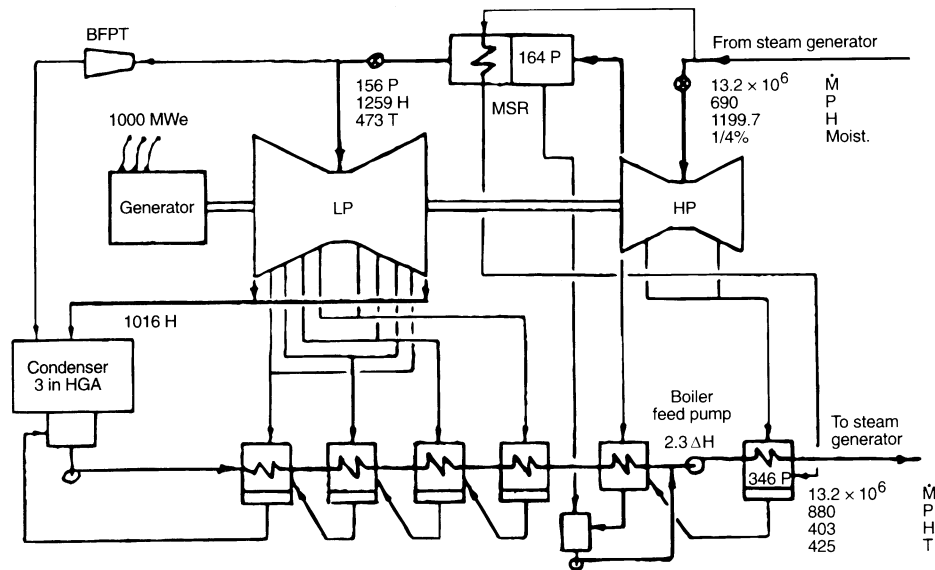 BFPT
164 P
From steam generator
156 P
1259 H
473 T
MSR
13.2 × 10⁶ Ṁ
690 P
1199.7 H
1/4% Moist.
1000 MWe
Generator
LP
HP
1016 H
Condenser
3 in HGA
Boiler
feed pump
2.3 ΔH
To steam
generator
346 P
13.2 × 10⁶ Ṁ
880 P
403 H
425 T